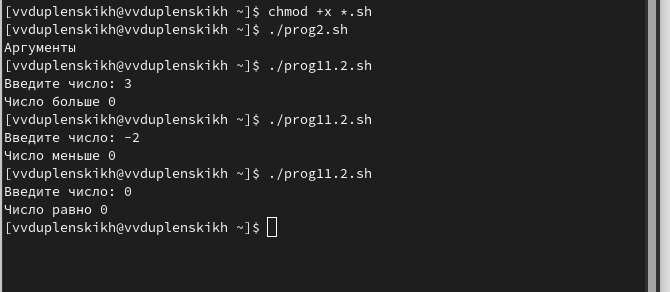 [vvduplenskikh@vvduplenskikh ~]$ chmod +x *.sh
[vvduplenskikh@vvduplenskikh ~]$ ./prog2.sh
Аргументы
[vvduplenskikh@vvduplenskikh ~]$ ./prog11.2.sh
Введите число: 3
Число больше 0
[vvduplenskikh@vvduplenskikh ~]$ ./prog11.2.sh
Введите число: -2
Число меньше 0
[vvduplenskikh@vvduplenskikh ~]$ ./prog11.2.sh
Введите число: 0
Число равно 0
[vvduplenskikh@vvduplenskikh ~]$